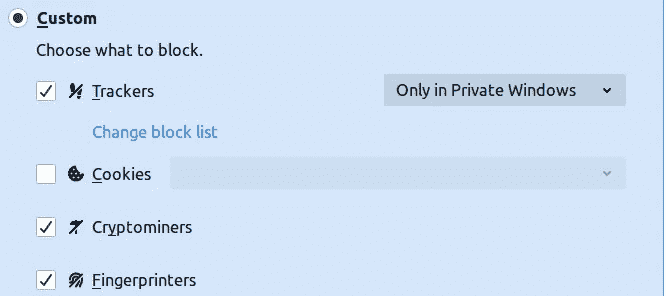 Custom
Choose what to block.
Trackers Only in Private Windows
Change block list
Cookies
Cryptominers
Fingerprinters